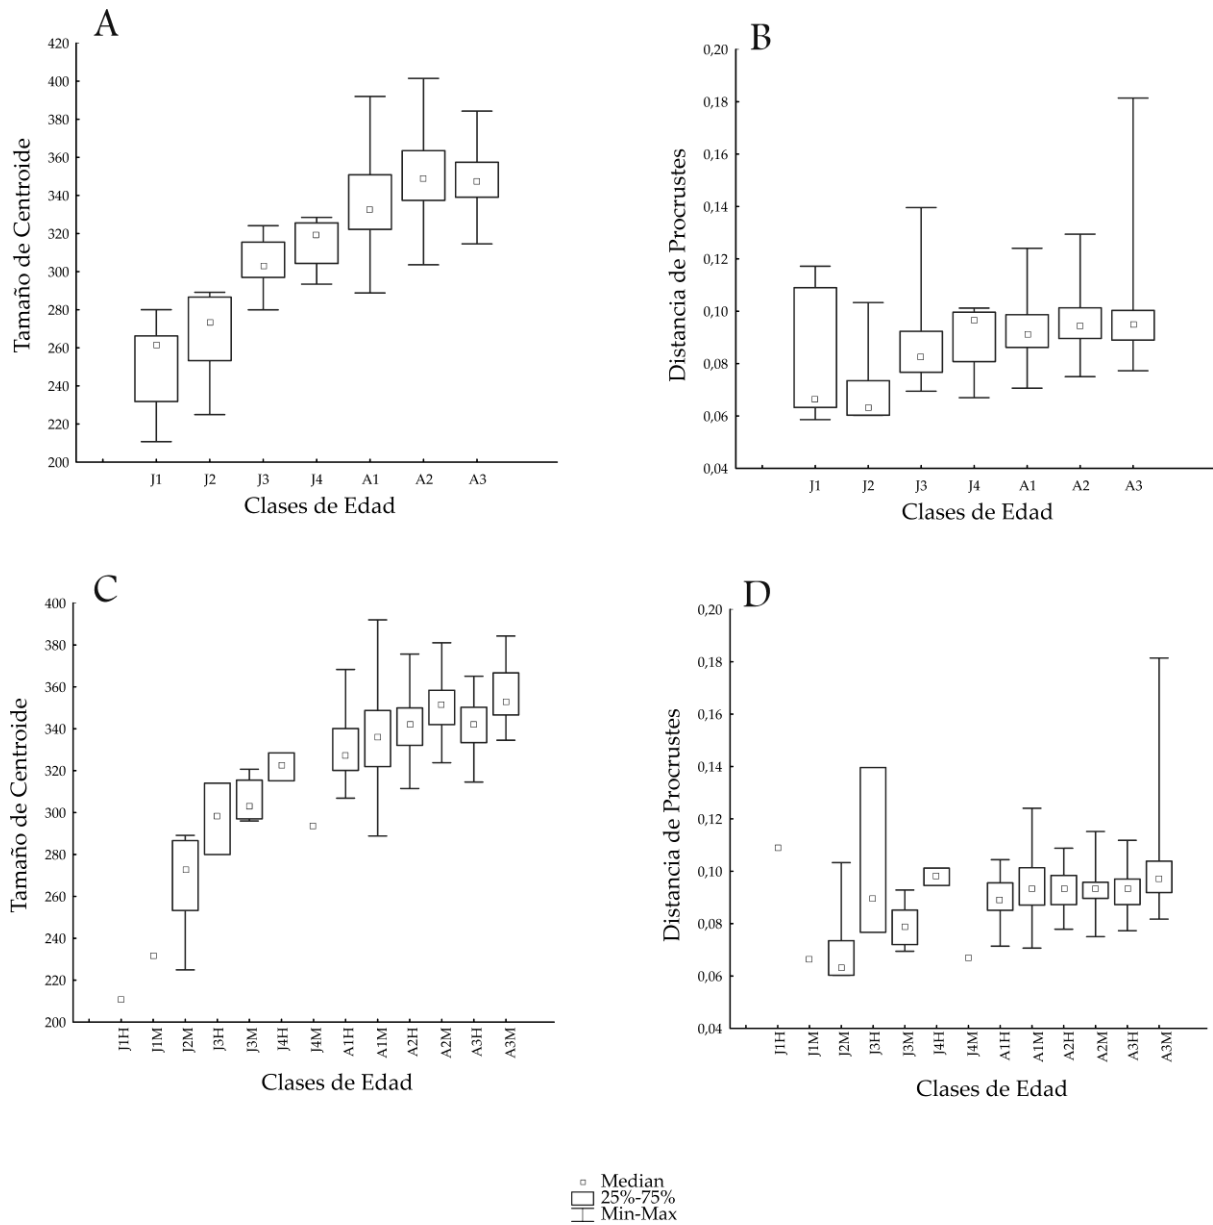 A
Tamaño de Centroide
420
400
380
360
340
320
300
280
260
240
220
200
J1 J2 J3 J4 A1 A2 A3
Clases de Edad
B
Distancia de Procrustes
0,20
0,18
0,16
0,14
0,12
0,10
0,08
0,06
0,04
J1 J2 J3 J4 A1 A2 A3
Clases de Edad
C
Tamaño de Centroide
400
380
360
340
320
300
280
260
240
220
200
J1H J1M J2M J3H J3M J4H J4M A1H A1M A2H A2M A3H A3M
Clases de Edad
D
Distancia de Procrustes
0,20
0,18
0,16
0,14
0,12
0,10
0,08
0,06
0,04
J1H J1M J2M J3H J3M J4H J4M A1H A1M A2H A2M A3H A3M
Clases de Edad
Median
25%-75%
Min-Max